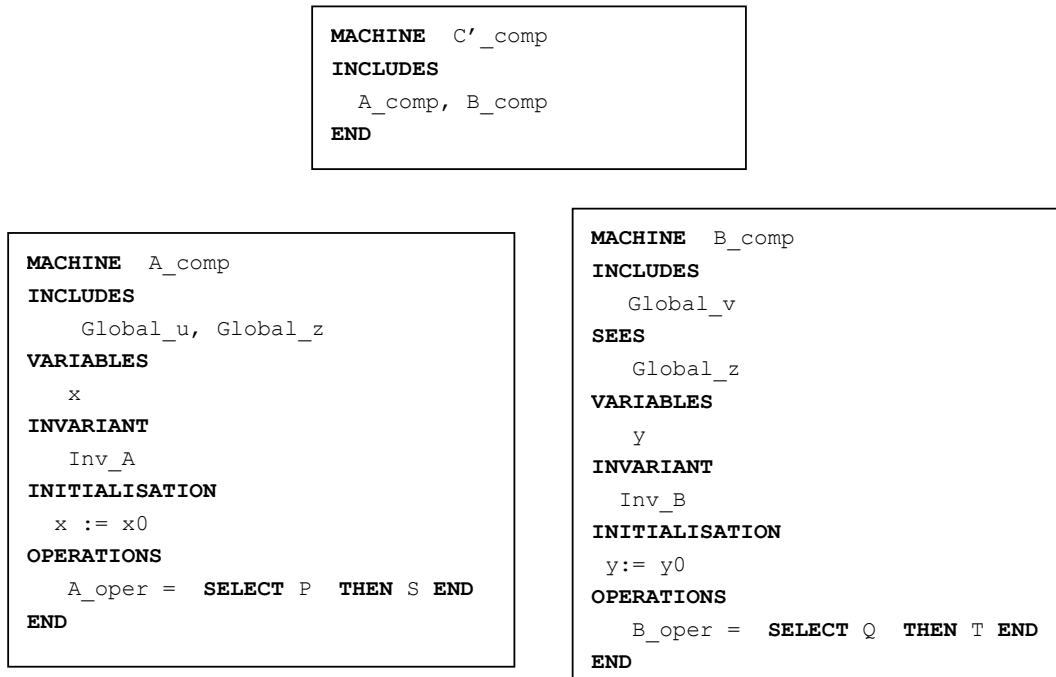 MACHINE C’_comp
INCLUDES
A_comp, B_comp
END
MACHINE A_comp
INCLUDES
Global_u, Global_z
VARIABLES
x
INVARIANT
Inv_A
INITIALISATION
x := x0
OPERATIONS
A_oper = SELECT P THEN S END
END
MACHINE B_comp
INCLUDES
Global_v
SEES
Global_z
VARIABLES
y
INVARIANT
Inv_B
INITIALISATION
y:= y0
OPERATIONS
B_oper = SELECT Q THEN T END
END